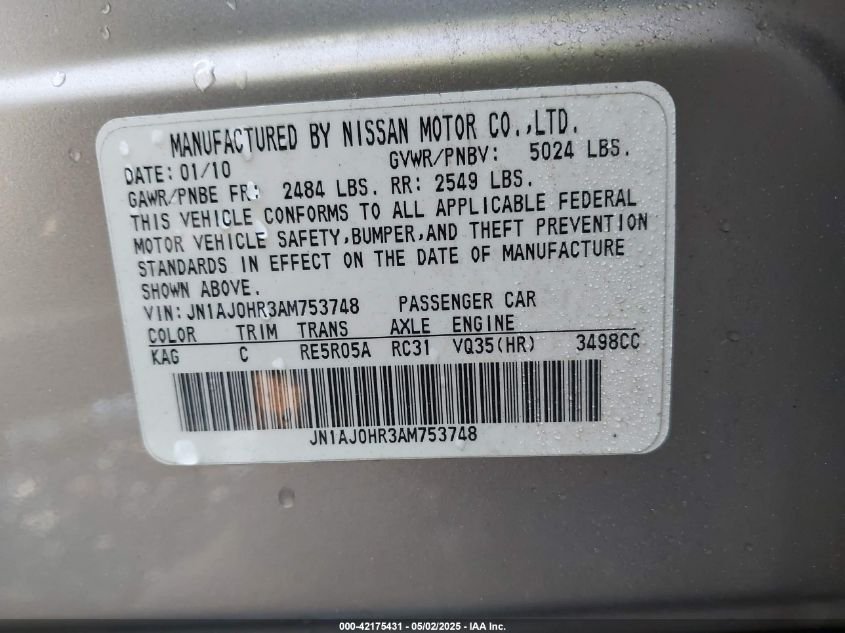 MANUFACTURED BY NISSAN MOTOR CO.,LTD.
DATE: 01/10 GVWR/PNBV: 5024 LBS.
GAWR/PNBE FR: 2484 LBS. RR: 2549 LBS.
THIS VEHICLE CONFORMS TO ALL APPLICABLE FEDERAL
MOTOR VEHICLE SAFETY,BUMPER,AND THEFT PREVENTION
STANDARDS IN EFFECT ON THE DATE OF MANUFACTURE
SHOWN ABOVE.
VIN: JN1AJ0HR3AM753748 PASSENGER CAR
COLOR TRIM TRANS AXLE ENGINE
KAG C RE5R05A RC31 VQ35(HR) 3498CC
JN1AJ0HR3AM753748
000-42175431 - 05/02/2025 - IAA Inc.